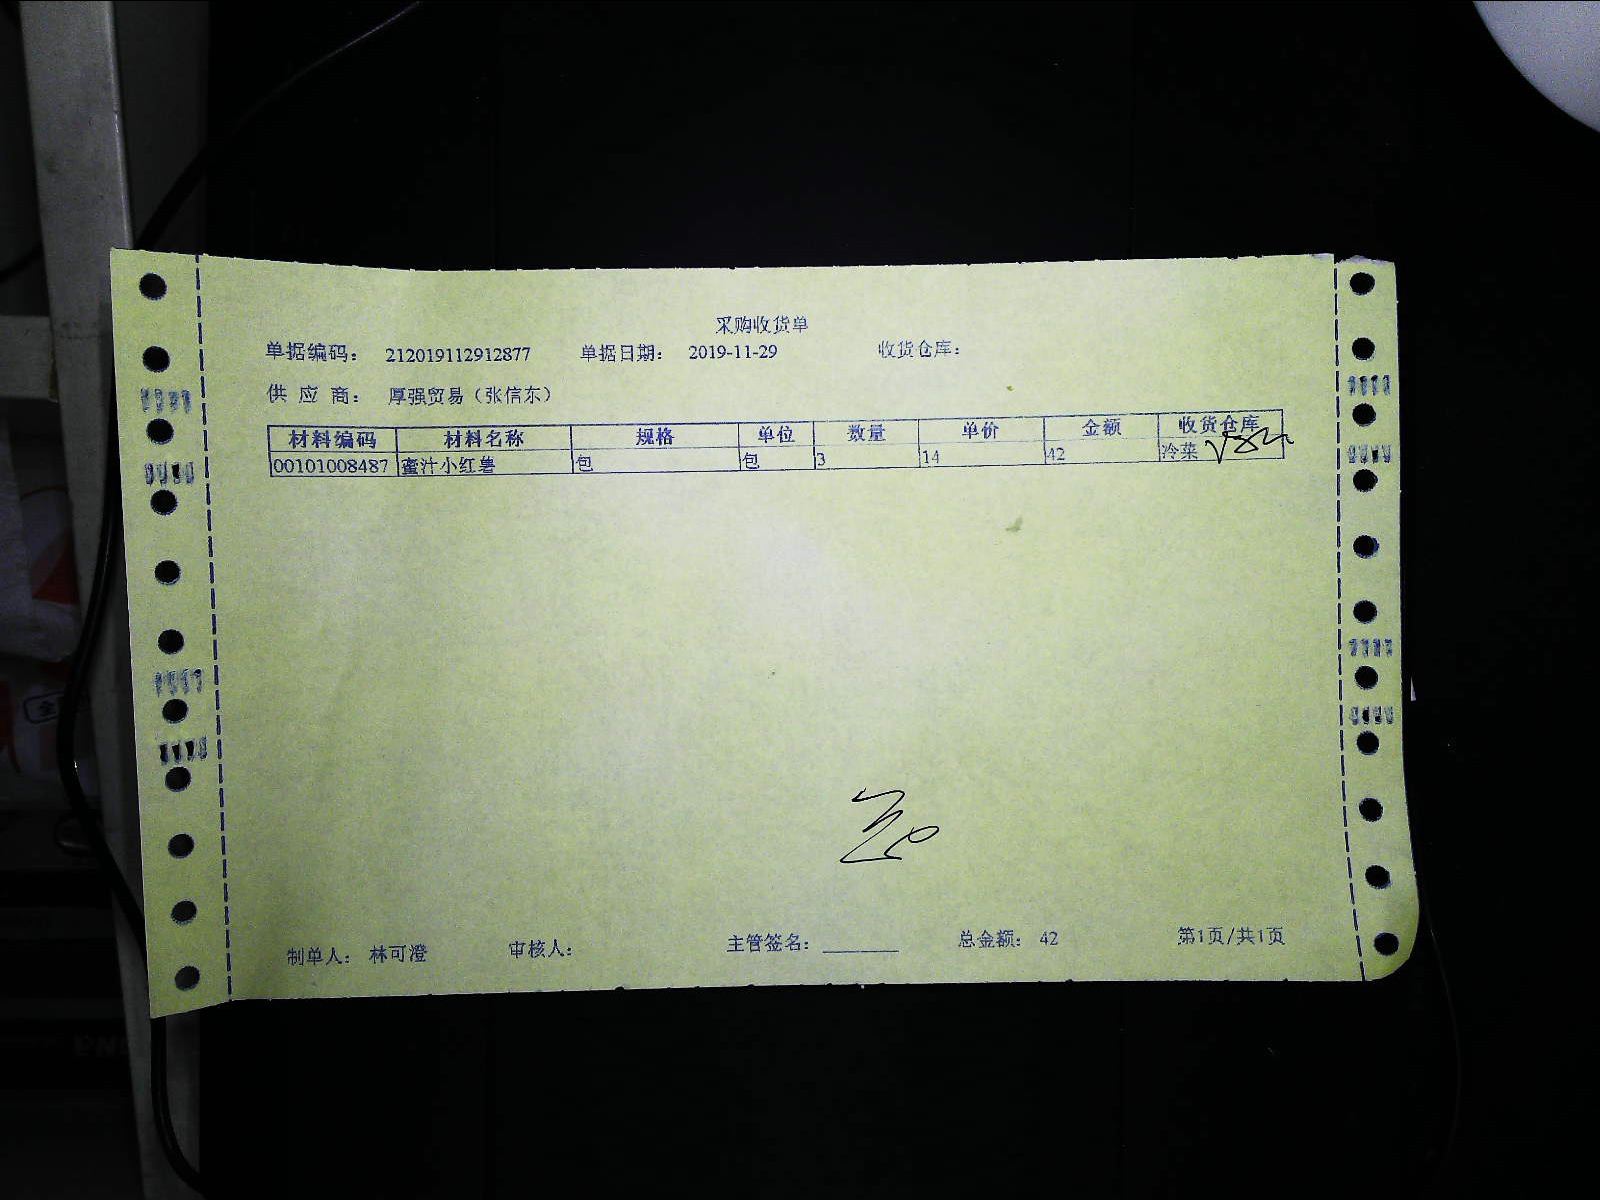 采购收货单
单据编码： 212019112912877 单据日期： 2019-11-29 收货仓库：
供 应 商： 厚强贸易（张信东）
材料编码 材料名称 规格 单位 数量 单价 金额 收货仓库
00101008487 蜜汁小红薯 包 包 3 14 42 冷菜
制单人： 林可澄 审核人： 主管签名： ________ 总金额： 42 第1页/共1页